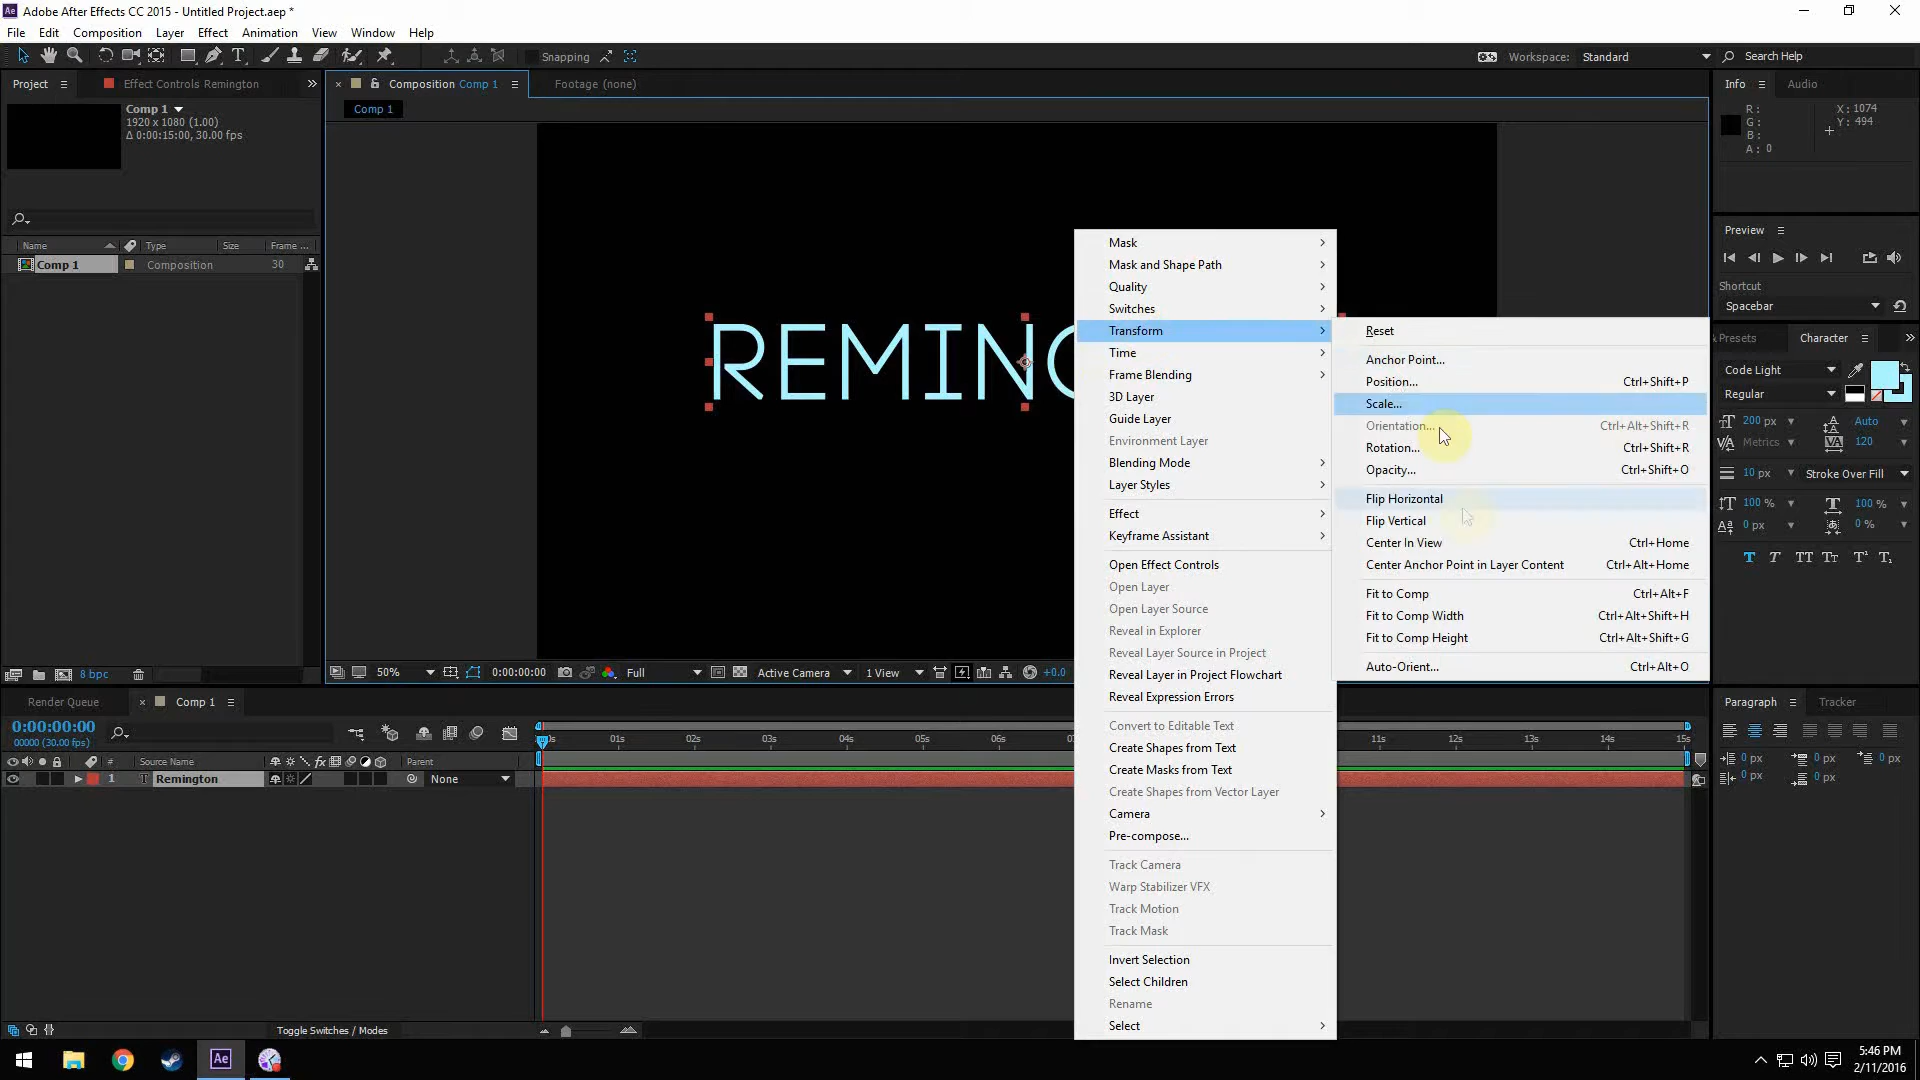 Ae Adobe After Effects CC 2015 - Untitled Project.aep *
File Edit Composition Layer Effect Animation View Window Help
Snapping
Workspace: Standard
Search Help
Project
Effect Controls Remington
Composition Comp 1
Footage (none)
Info Audio
Comp 1
1920 x 1080 (1.00)
Δ 0:00:15:00, 30.00 fps
Comp 1
R:
G:
B:
A: 0
X: 1074
Y: 494
Name Type Size Frame ...
Comp 1 Composition 30
8 bpc
REMIN
Mask
Mask and Shape Path
Quality
Switches
Transform
Time
Frame Blending
3D Layer
Guide Layer
Environment Layer
Blending Mode
Layer Styles
Effect
Keyframe Assistant
Open Effect Controls
Open Layer
Open Layer Source
Reveal in Explorer
Reveal Layer Source in Project
Reveal Layer in Project Flowchart
Reveal Expression Errors
Convert to Editable Text
Create Shapes from Text
Create Masks from Text
Create Shapes from Vector Layer
Camera
Pre-compose...
Track Camera
Warp Stabilizer VFX
Track Motion
Track Mask
Invert Selection
Select Children
Rename
Select
Reset
Anchor Point...
Position... Ctrl+Shift+P
Scale...
Orientation... Ctrl+Alt+Shift+R
Rotation... Ctrl+Shift+R
Opacity... Ctrl+Shift+O
Flip Horizontal
Flip Vertical
Center In View Ctrl+Home
Center Anchor Point in Layer Content Ctrl+Alt+Home
Fit to Comp Ctrl+Alt+F
Fit to Comp Width Ctrl+Alt+Shift+H
Fit to Comp Height Ctrl+Alt+Shift+G
Auto-Orient... Ctrl+Alt+O
Preview
Shortcut
Spacebar
Presets Character
Code Light
Regular
200 px Auto
Metrics 120
10 px Stroke Over Fill
100 % 100 %
0 px 0 %
T T TT Tt T¹ T₁
50% 0:00:00:00 Full Active Camera 1 View +0.0
Render Queue
Comp 1
0:00:00:00
00000 (30.00 fps)
01s 02s 03s 04s 05s 06s 11s 12s 13s 14s 15s
# Source Name Parent
1 T Remington None
Toggle Switches / Modes
Paragraph Tracker
0 px 0 px 0 px
0 px 0 px
Ae
5:46 PM
2/11/2016